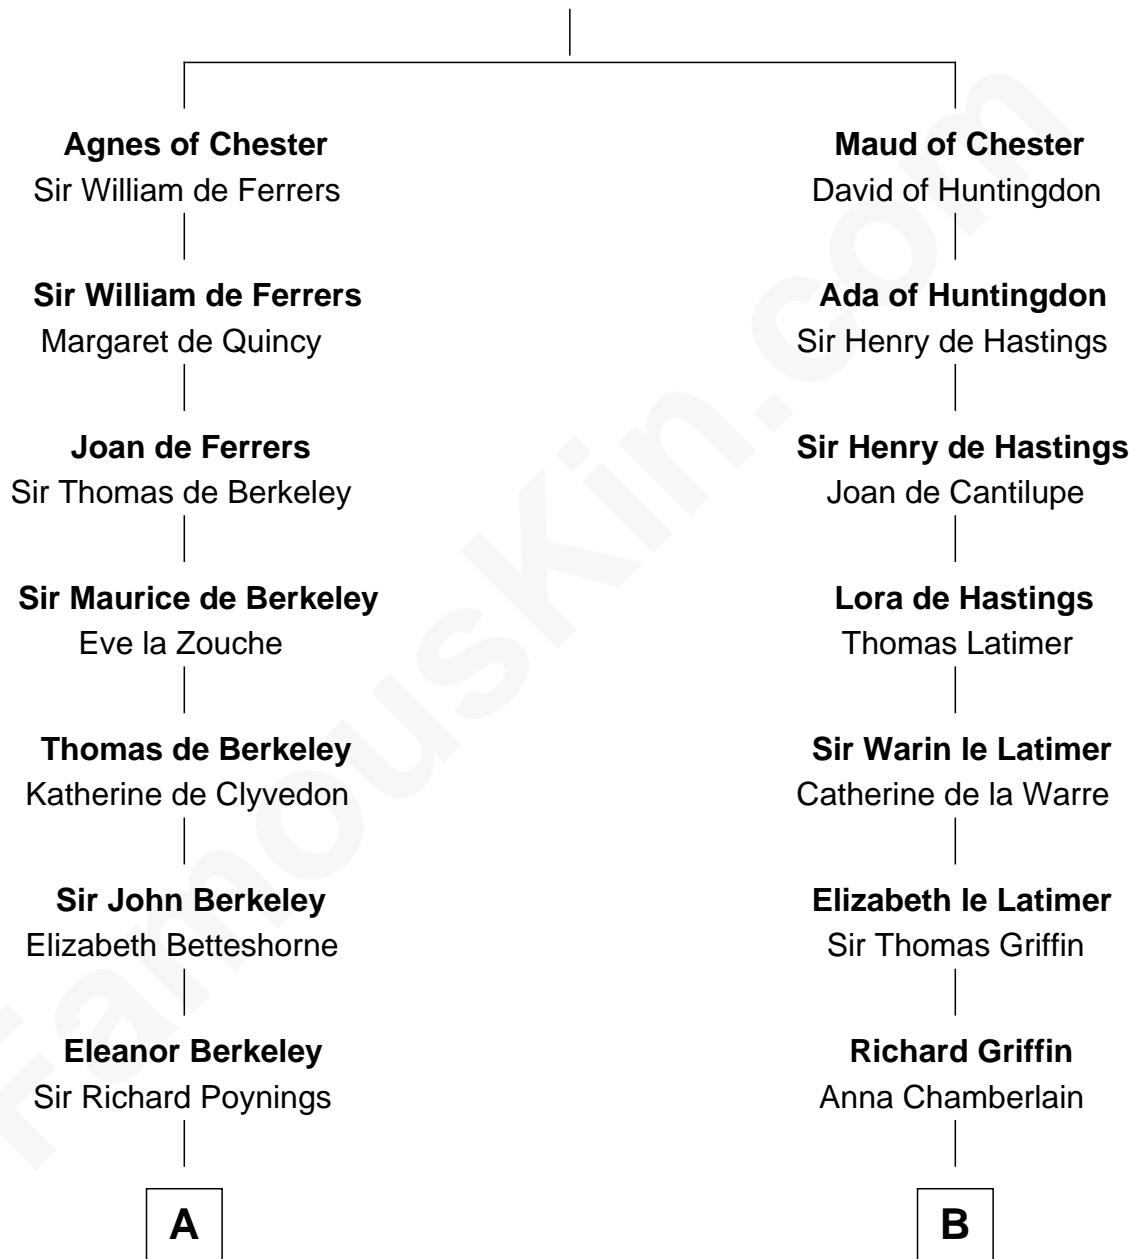 Agnes of Chester
Sir William de Ferrers
Sir William de Ferrers
Margaret de Quincy
Joan de Ferrers
Sir Thomas de Berkeley
Sir Maurice de Berkeley
Eve la Zouche
Thomas de Berkeley
Katherine de Clyvedon
Sir John Berkeley
Elizabeth Betteshorne
Eleanor Berkeley
Sir Richard Poynings
A
Maud of Chester
David of Huntingdon
Ada of Huntingdon
Sir Henry de Hastings
Sir Henry de Hastings
Joan de Cantilupe
Lora de Hastings
Thomas Latimer
Sir Warin le Latimer
Catherine de la Warre
Elizabeth le Latimer
Sir Thomas Griffin
Richard Griffin
Anna Chamberlain
B
FamousKin.com